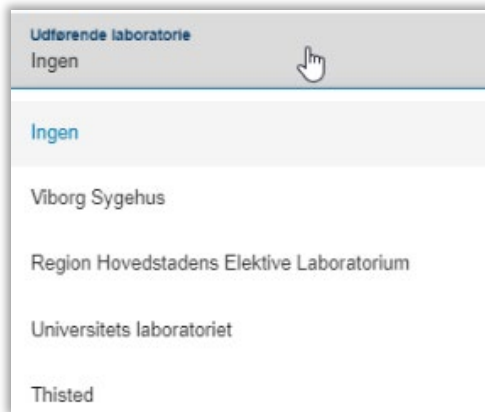 Udførende laboratorie
Ingen
Ingen
Viborg Sygehus
Region Hovedstadens Elektive Laboratorium
Universitets laboratoriet
Thisted